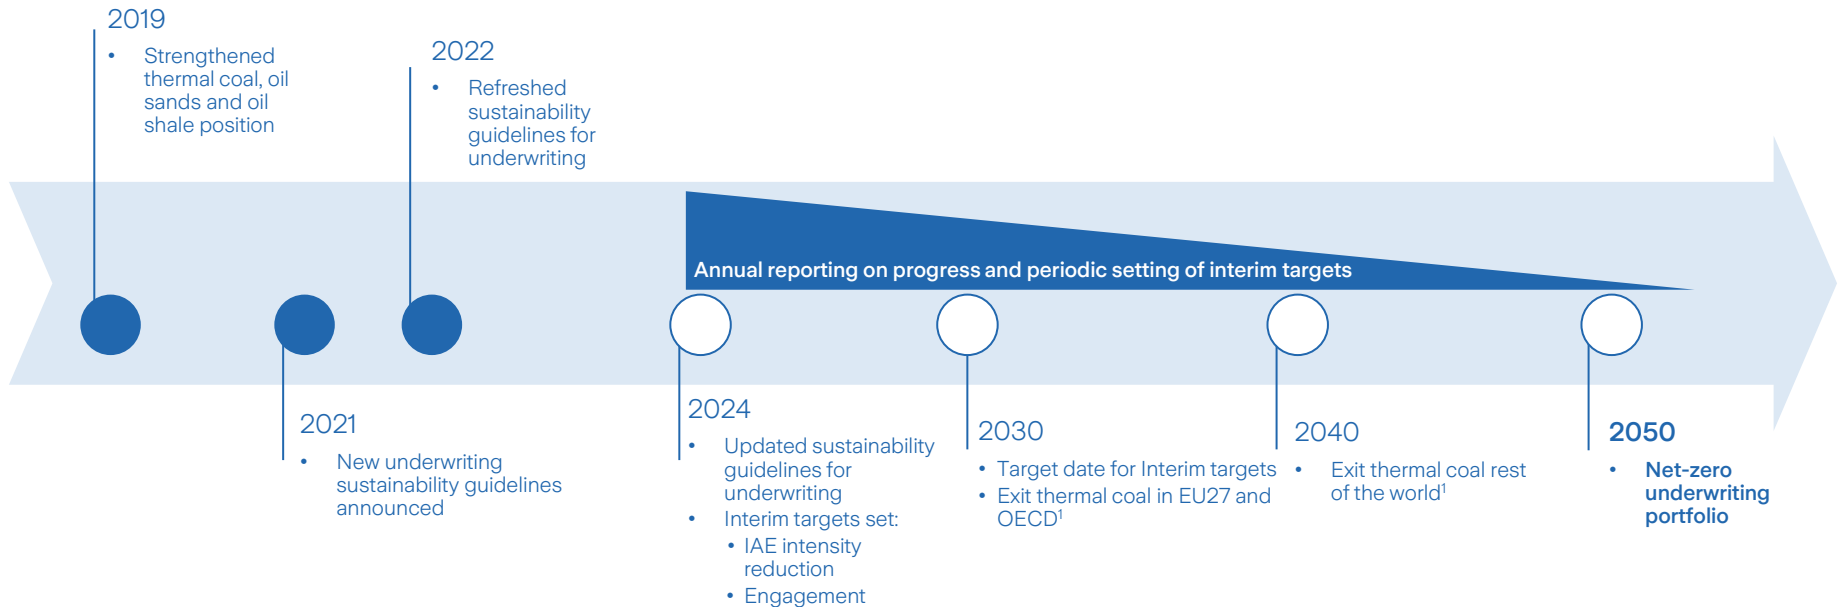 2019
• Strengthened
thermal coal, oil
sands and oil
shale position
2022
• Refreshed
sustainability
guidelines for
underwriting
Annual reporting on progress and periodic setting of interim targets
2021
• New underwriting
sustainability guidelines
announced
2024
• Updated sustainability
guidelines for
underwriting
• Interim targets set:
• IAE intensity
reduction
• Engagement
2030
• Target date for Interim targets
• Exit thermal coal in EU27 and
OECD¹
2040
• Exit thermal coal rest
of the world¹
2050
• Net-zero
underwriting
portfolio